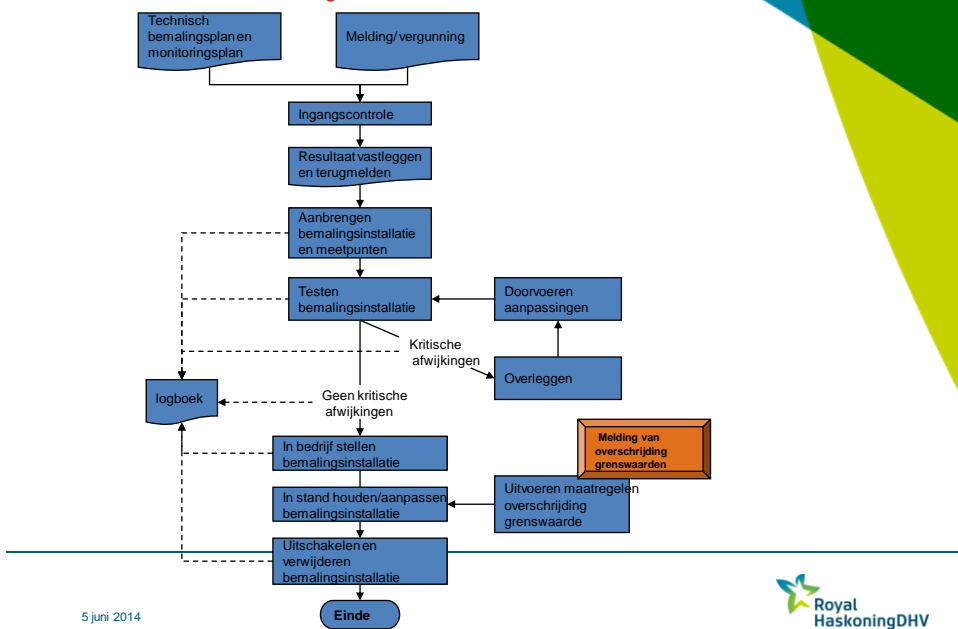 Technisch
bemalingsplan en
monitoringsplan
Melding/ vergunning
Ingangscontrole
Resultaat vastleggen
en terugmelden
Aanbrengen
bemalingsinstallatie
en meetpunten
Testen
bemalingsinstallatie
Doorvoeren
aanpassingen
Kritische
afwijkingen
Overleggen
logboek
Geen kritische
afwijkingen
In bedrijf stellen
bemalingsinstallatie
Melding van
overschrijding
grenswaarden
In stand houden/aanpassen
bemalingsinstallatie
Uitvoeren maatregelen
overschrijding
grenswaarde
Uitschakelen en
verwijderen
bemalingsinstallatie
Einde
5 juni 2014
Royal
HaskoningDHV